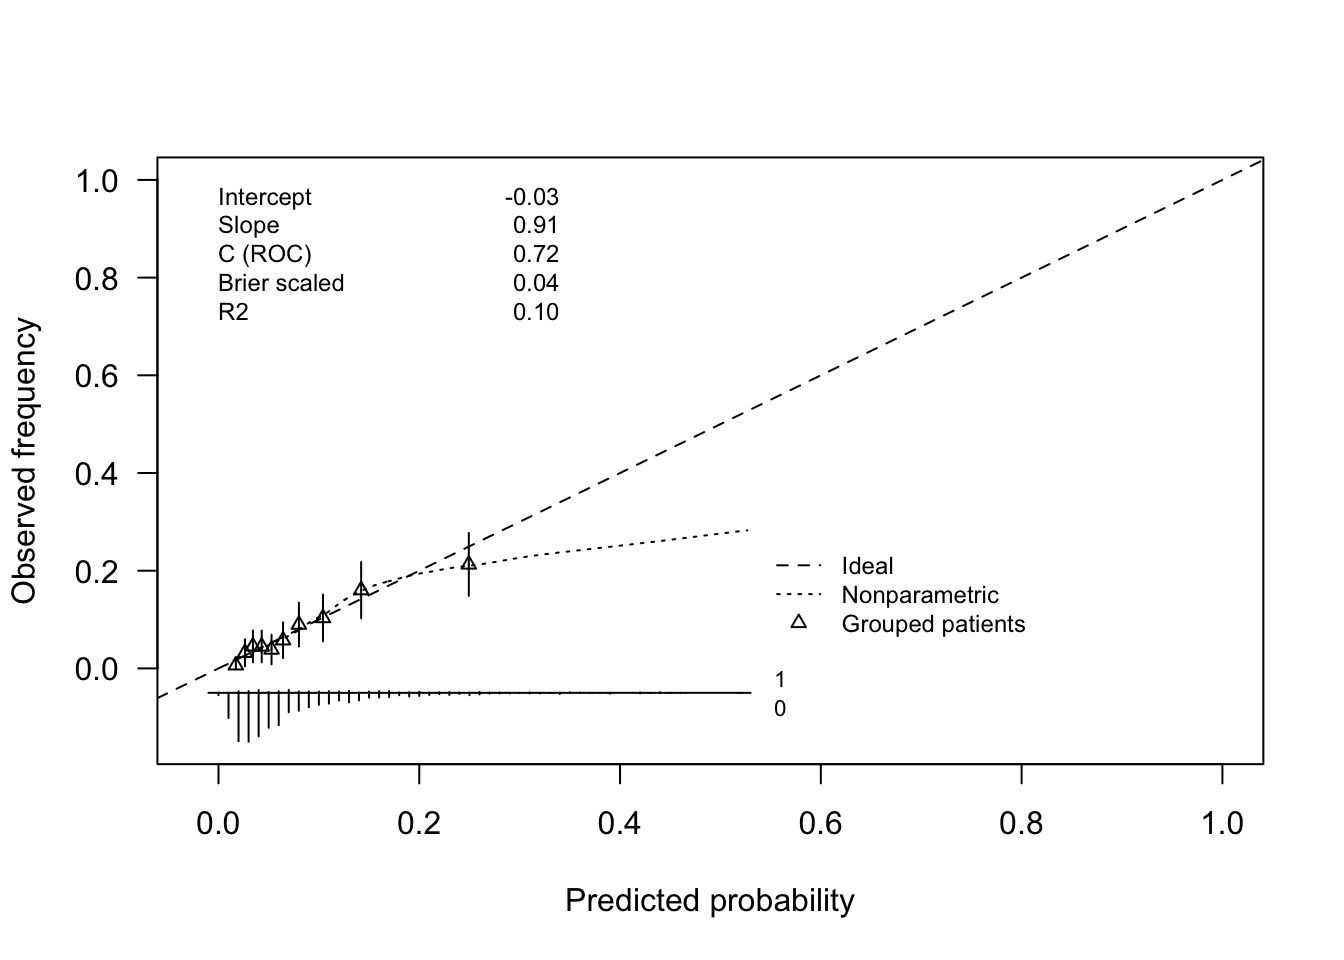 Intercept -0.03
Slope 0.91
C (ROC) 0.72
Brier scaled 0.04
R2 0.10
1.0
0.8
0.6
0.4
0.2
0.0
Observed frequency
Ideal
Nonparametric
Grouped patients
1
0
0.0 0.2 0.4 0.6 0.8 1.0
Predicted probability